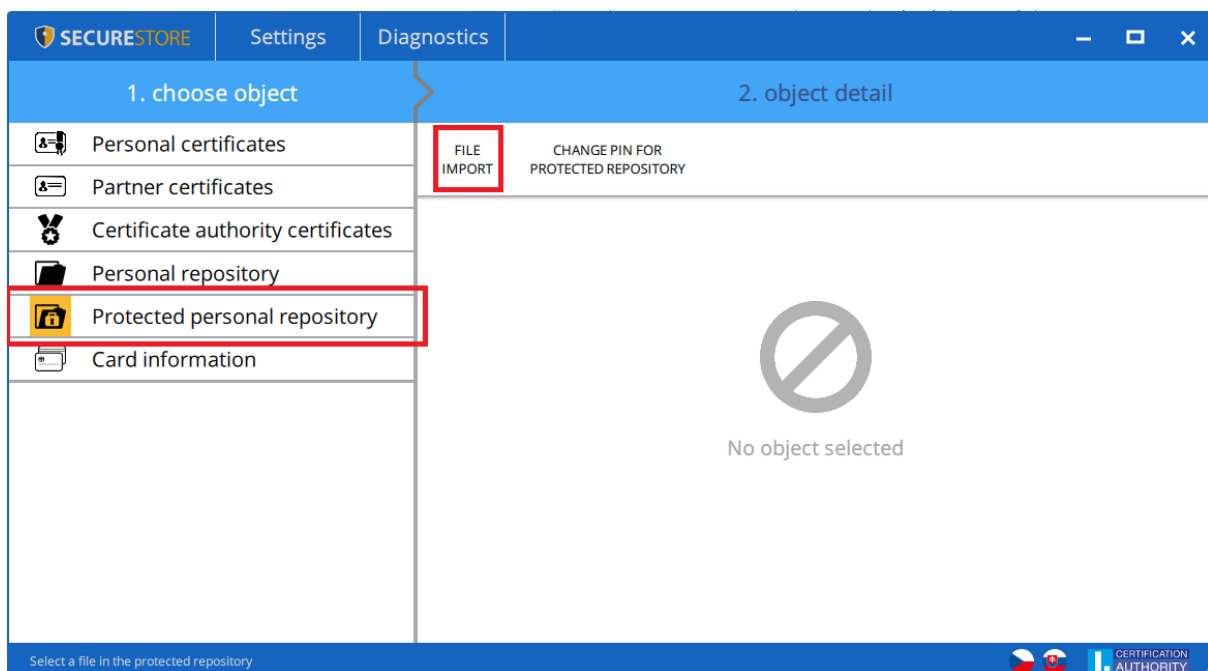 SECURESTORE
Settings
Diagnostics
1. choose object
2. object detail
Personal certificates
Partner certificates
Certificate authority certificates
Personal repository
Protected personal repository
Card information
FILE
IMPORT
CHANGE PIN FOR
PROTECTED REPOSITORY
No object selected
Select a file in the protected repository
CERTIFICATION
AUTHORITY